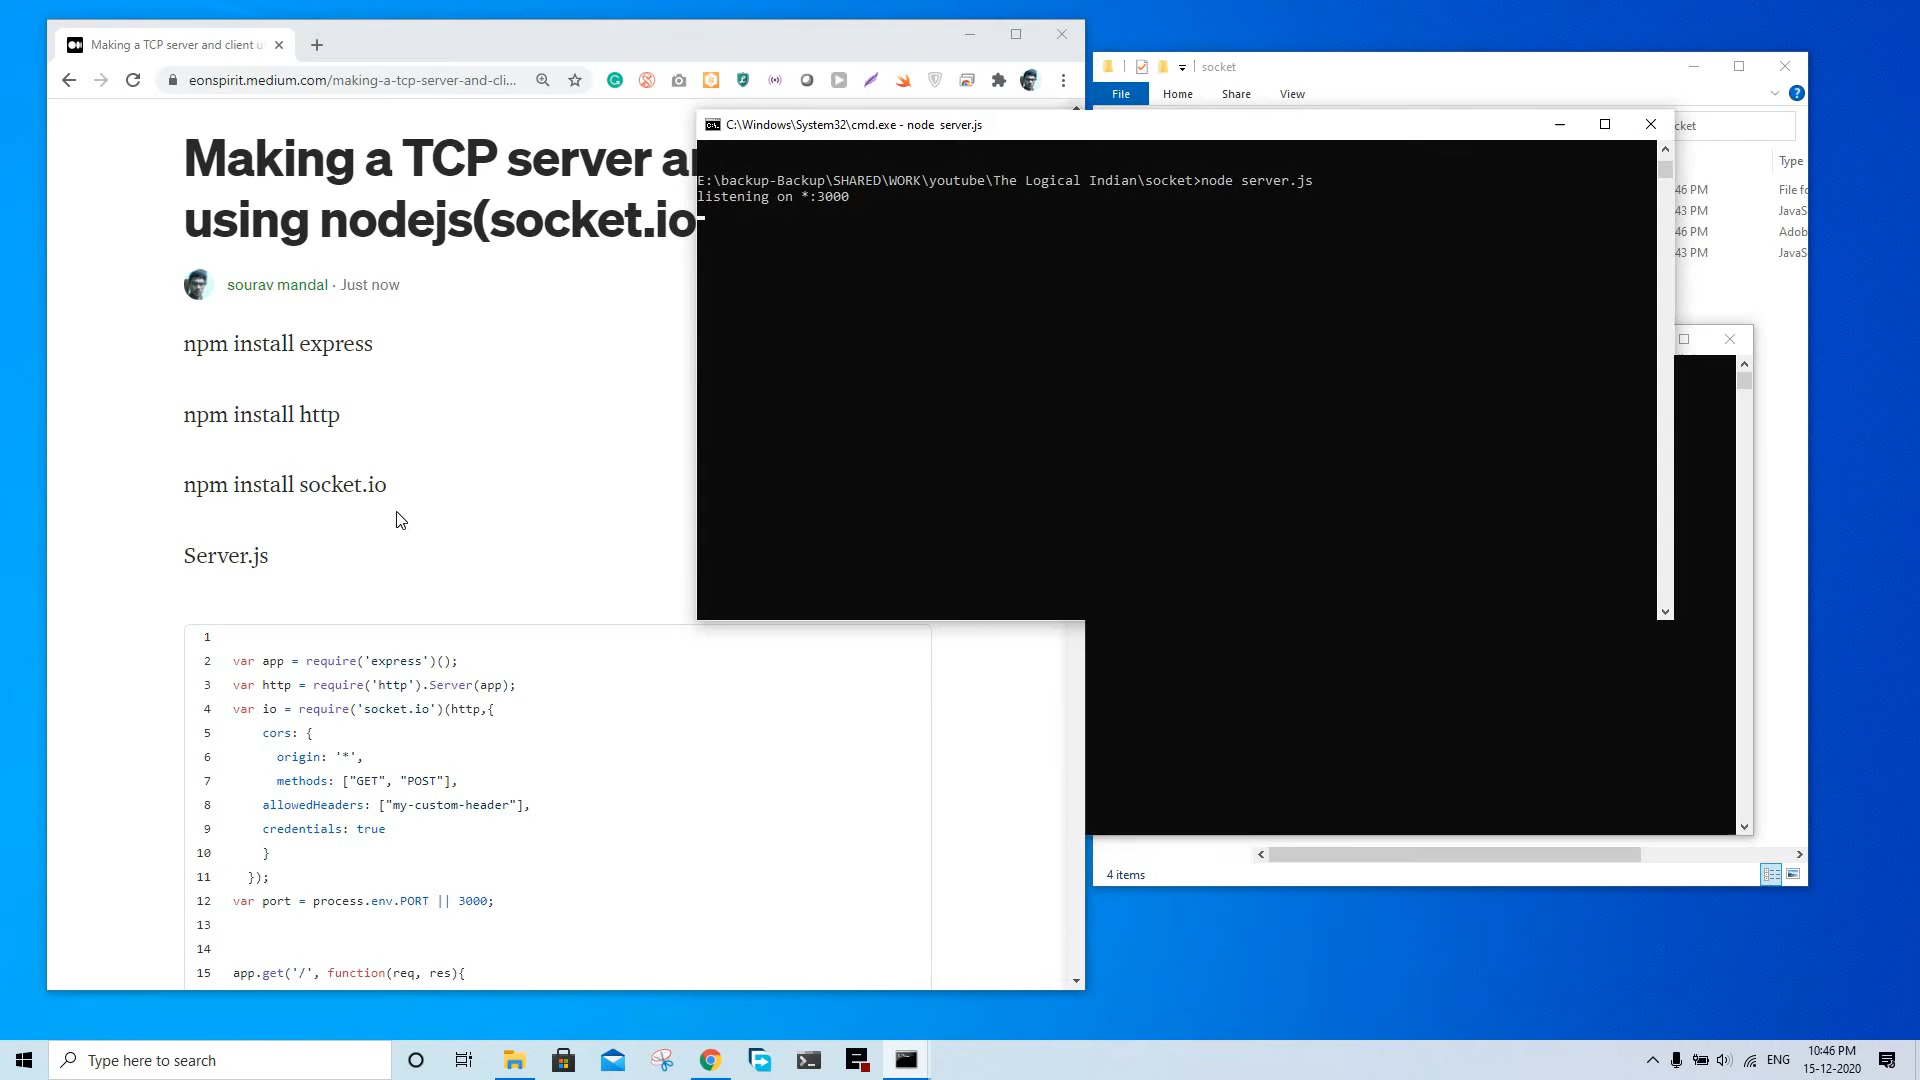 Making a TCP server and client u
eonspirit.medium.com/making-a-tcp-server-and-cli...
Making a TCP server a
using nodejs(socket.io
sourav mandal · Just now
npm install express
npm install http
npm install socket.io
Server.js
1
2 var app = require('express')();
3 var http = require('http').Server(app);
4 var io = require('socket.io')(http,{
5 cors: {
6 origin: '*',
7 methods: ["GET", "POST"],
8 allowedHeaders: ["my-custom-header"],
9 credentials: true
10 }
11 });
12 var port = process.env.PORT || 3000;
13
14
15 app.get('/', function(req, res){
C:\Windows\System32\cmd.exe - node server.js
E:\backup-Backup\SHARED\WORK\youtube\The Logical Indian\socket>node server.js
listening on *:3000
socket
File Home Share View
cket
Type
46 PM File fo
43 PM JavaS
46 PM Adob
43 PM JavaS
4 items
Type here to search
ENG
10:46 PM
15-12-2020